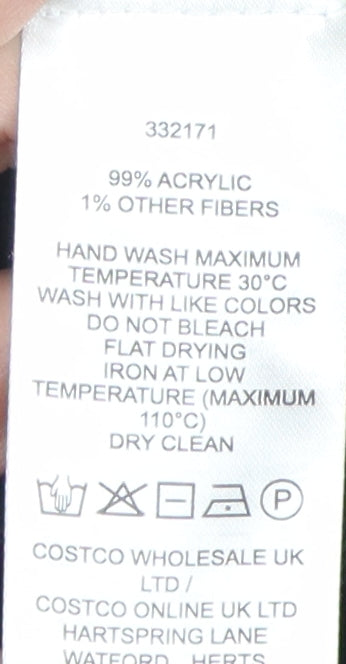 332171
99% ACRYLIC
1% OTHER FIBERS
HAND WASH MAXIMUM
TEMPERATURE 30°C
WASH WITH LIKE COLORS
DO NOT BLEACH
FLAT DRYING
IRON AT LOW
TEMPERATURE (MAXIMUM
110°C)
DRY CLEAN
P
COSTCO WHOLESALE UK
LTD /
COSTCO ONLINE UK LTD
HARTSPRING LANE
WATFORD HERTS